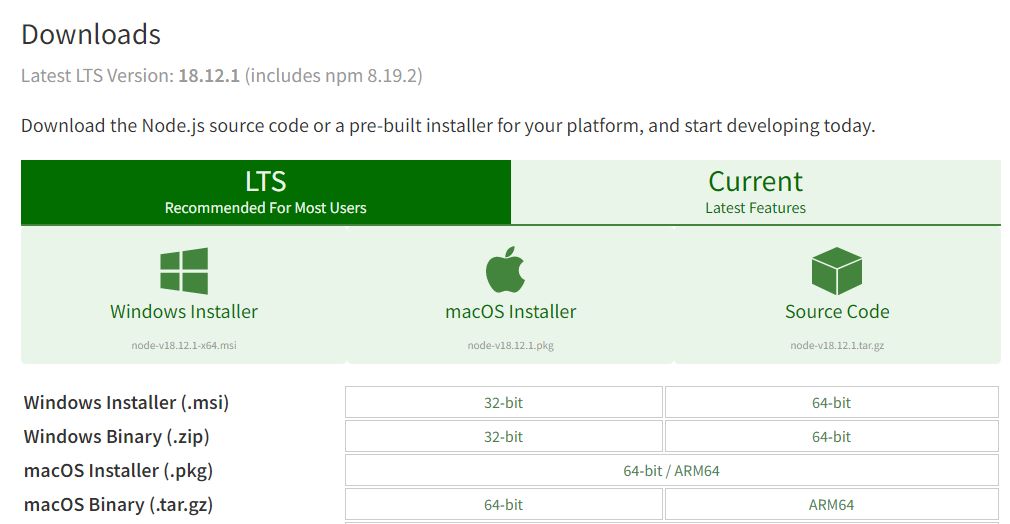 Downloads
Latest LTS Version: 18.12.1 (includes npm 8.19.2)
Download the Node.js source code or a pre-built installer for your platform, and start developing today.
LTS
Recommended For Most Users
Current
Latest Features
Windows Installer
node-v18.12.1-x64.msi
macOS Installer
node-v18.12.1.pkg
Source Code
node-v18.12.1.tar.gz
Windows Installer (.msi) 32-bit 64-bit
Windows Binary (.zip) 32-bit 64-bit
macOS Installer (.pkg) 64-bit / ARM64
macOS Binary (.tar.gz) 64-bit ARM64